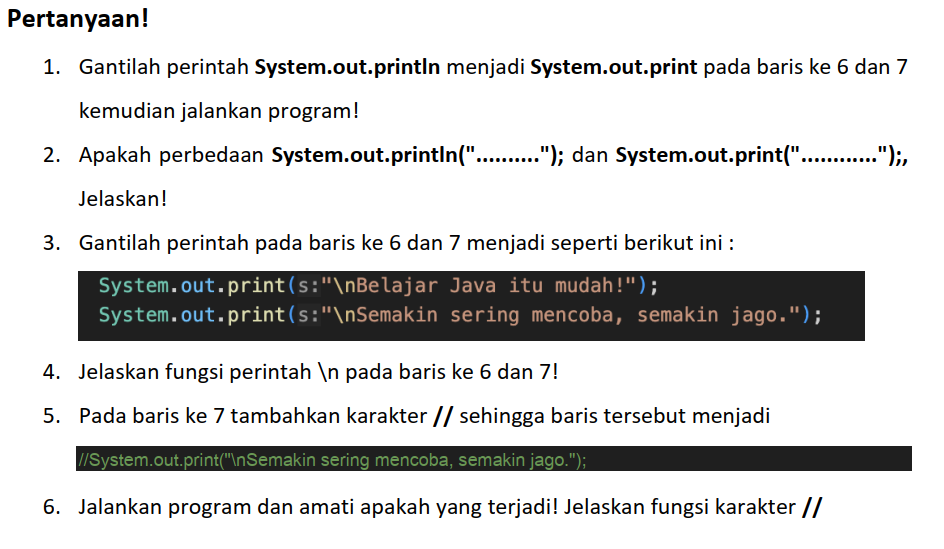 Pertanyaan!
1. Gantilah perintah System.out.println menjadi System.out.print pada baris ke 6 dan 7
kemudian jalankan program!
2. Apakah perbedaan System.out.println(".........."); dan System.out.print("............");,
Jelaskan!
3. Gantilah perintah pada baris ke 6 dan 7 menjadi seperti berikut ini :
System.out.print(s:"\nBelajar Java itu mudah!");
System.out.print(s:"\nSemakin sering mencoba, semakin jago.");
4. Jelaskan fungsi perintah \n pada baris ke 6 dan 7!
5. Pada baris ke 7 tambahkan karakter // sehingga baris tersebut menjadi
//System.out.print("\nSemakin sering mencoba, semakin jago.");
6. Jalankan program dan amati apakah yang terjadi! Jelaskan fungsi karakter //